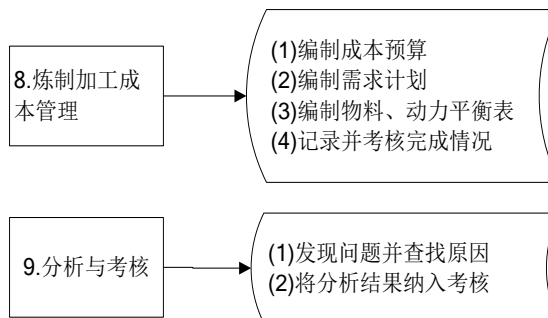 8.炼制加工成
本管理
(1)编制成本预算
(2)编制需求计划
(3)编制物料、动力平衡表
(4)记录并考核完成情况
9.分析与考核
(1)发现问题并查找原因
(2)将分析结果纳入考核